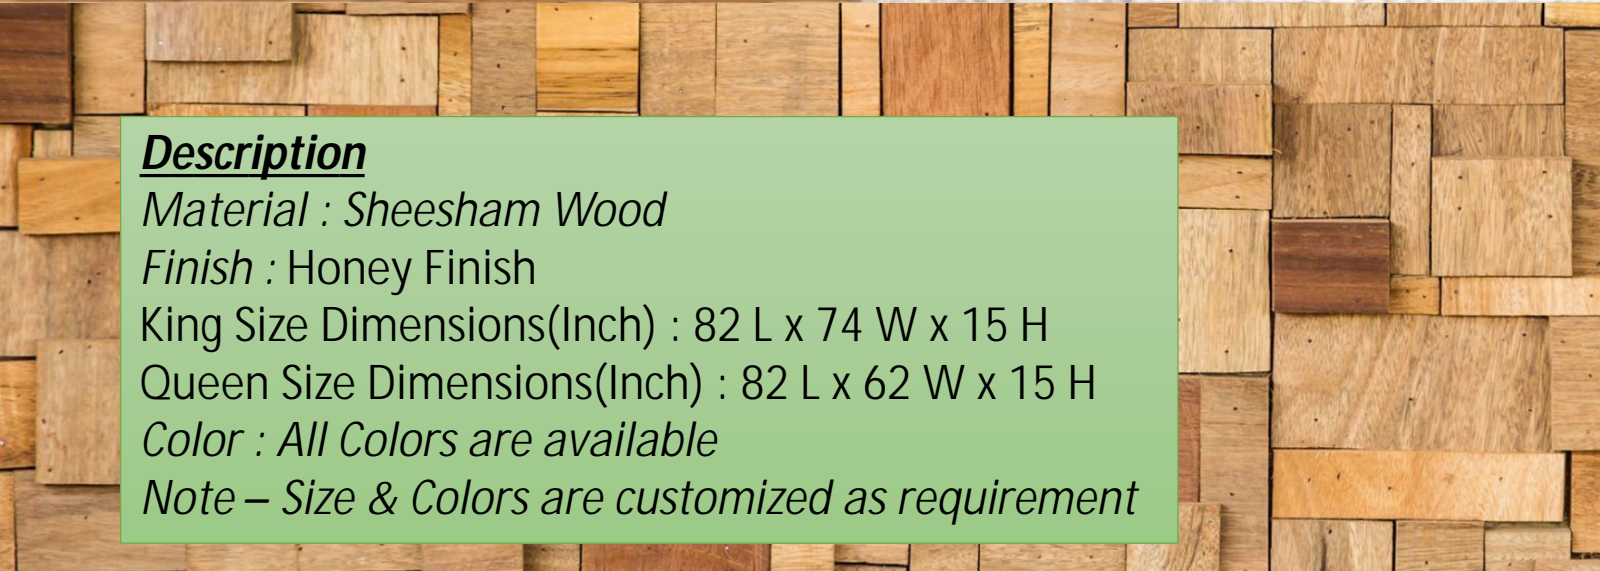 Description
Material : Sheesham Wood
Finish : Honey Finish
King Size Dimensions(Inch) : 82 L x 74 W x 15 H
Queen Size Dimensions(Inch) : 82 L x 62 W x 15 H
Color : All Colors are available
Note – Size & Colors are customized as requirement